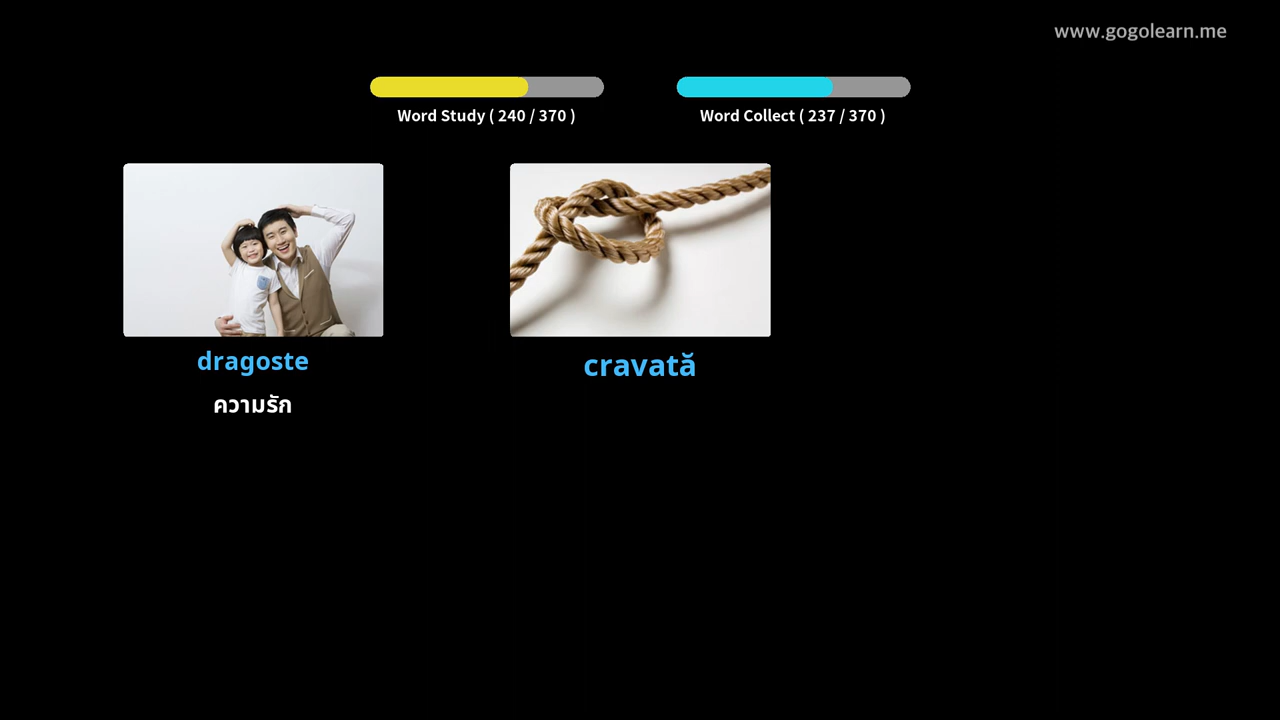 www.gogolearn.me
Word Study ( 240 / 370 )
Word Collect ( 237 / 370 )
dragoste
ความรัก
cravată